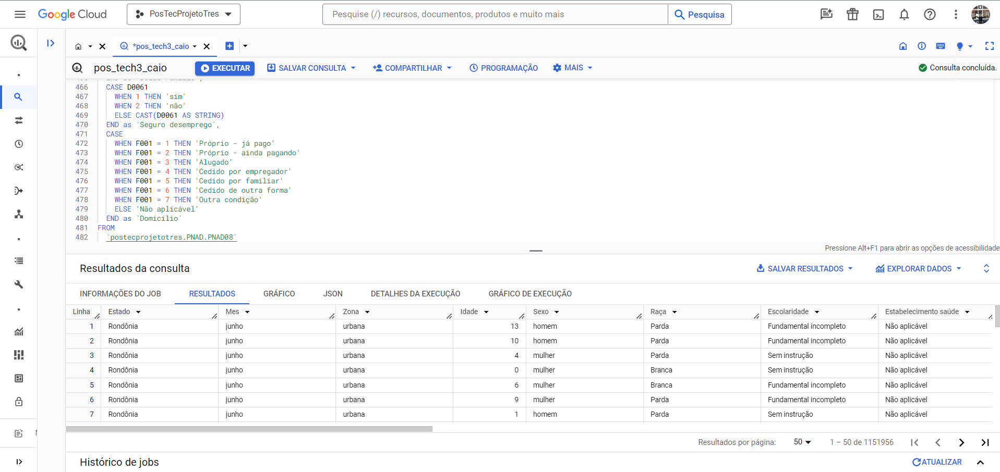 Google Cloud
PosTecProjetoTres
Pesquise (/) recursos, documentos, produtos e muito mais
Pesquisa
*pos_tech3_caio
pos_tech3_caio
EXECUTAR
SALVAR CONSULTA
COMPARTILHAR
PROGRAMAÇÃO
MAIS
Consulta concluída.
466 CASE D0061
467 WHEN 1 THEN 'sim'
468 WHEN 2 THEN 'não'
469 ELSE CAST(D0061 AS STRING)
470 END as `Seguro desemprego`,
471 CASE
472 WHEN F001 = 1 THEN 'Próprio - já pago'
473 WHEN F001 = 2 THEN 'Próprio - ainda pagando'
474 WHEN F001 = 3 THEN 'Alugado'
475 WHEN F001 = 4 THEN 'Cedido por empregador'
476 WHEN F001 = 5 THEN 'Cedido por familiar'
477 WHEN F001 = 6 THEN 'Cedido de outra forma'
478 WHEN F001 = 7 THEN 'Outra condição'
479 ELSE 'Não aplicável'
480 END as `Domicílio`
481 FROM
482 `postecprojetotres.PNAD.PNAD08`
Pressione Alt+F1 para abrir as opções de acessibilidade
Resultados da consulta
SALVAR RESULTADOS
EXPLORAR DADOS
INFORMAÇÕES DO JOB RESULTADOS GRÁFICO JSON DETALHES DA EXECUÇÃO GRÁFICO DE EXECUÇÃO
Linha Estado Mes Zona Idade Sexo Raça Escolaridade Estabelecimento saúde
1 Rondônia junho urbana 13 homem Parda Fundamental incompleto Não aplicável
2 Rondônia junho urbana 10 homem Parda Fundamental incompleto Não aplicável
3 Rondônia junho urbana 4 mulher Parda Sem instrução Não aplicável
4 Rondônia junho urbana 0 mulher Branca Sem instrução Não aplicável
5 Rondônia junho urbana 6 mulher Branca Fundamental incompleto Não aplicável
6 Rondônia junho urbana 9 mulher Parda Fundamental incompleto Não aplicável
7 Rondônia junho urbana 1 homem Parda Sem instrução Não aplicável
Resultados por página: 50 1 – 50 de 1151956
Histórico de jobs
ATUALIZAR